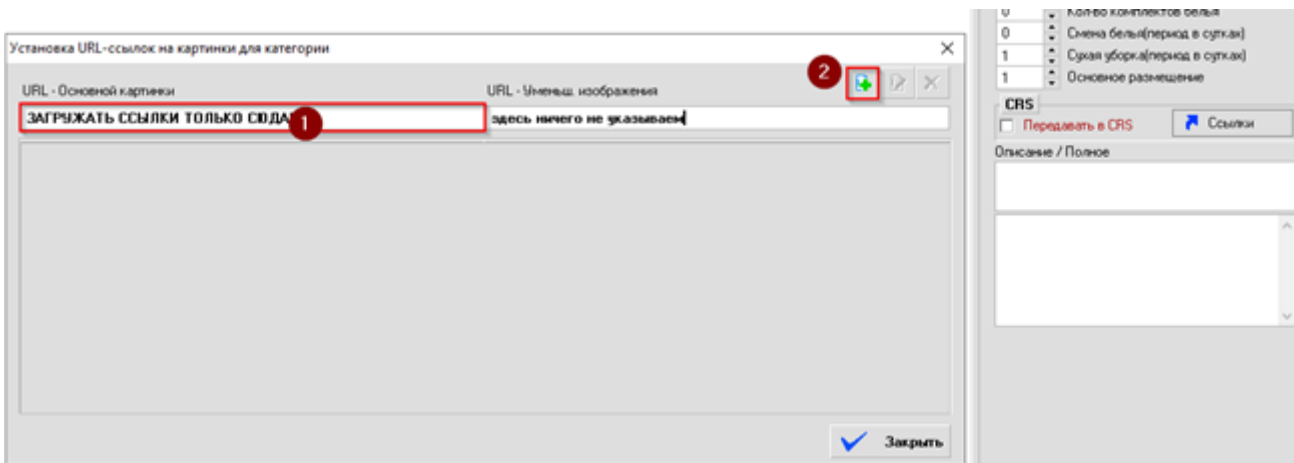 Кол-во комплектов белья
0 Смена белья(период в сутках)
1 Сухая уборка(период в сутках)
1 Основное размещение
CRS
Передавать в CRS
Ссылки
Описание / Полное
Установка URL-ссылок на картинки для категории
2
URL - Основной картинки
URL - Уменьш. изображения
ЗАГРУЖАТЬ ССЫЛКИ ТОЛЬКО СЮДА
1
здесь ничего не указываем
Закрыть